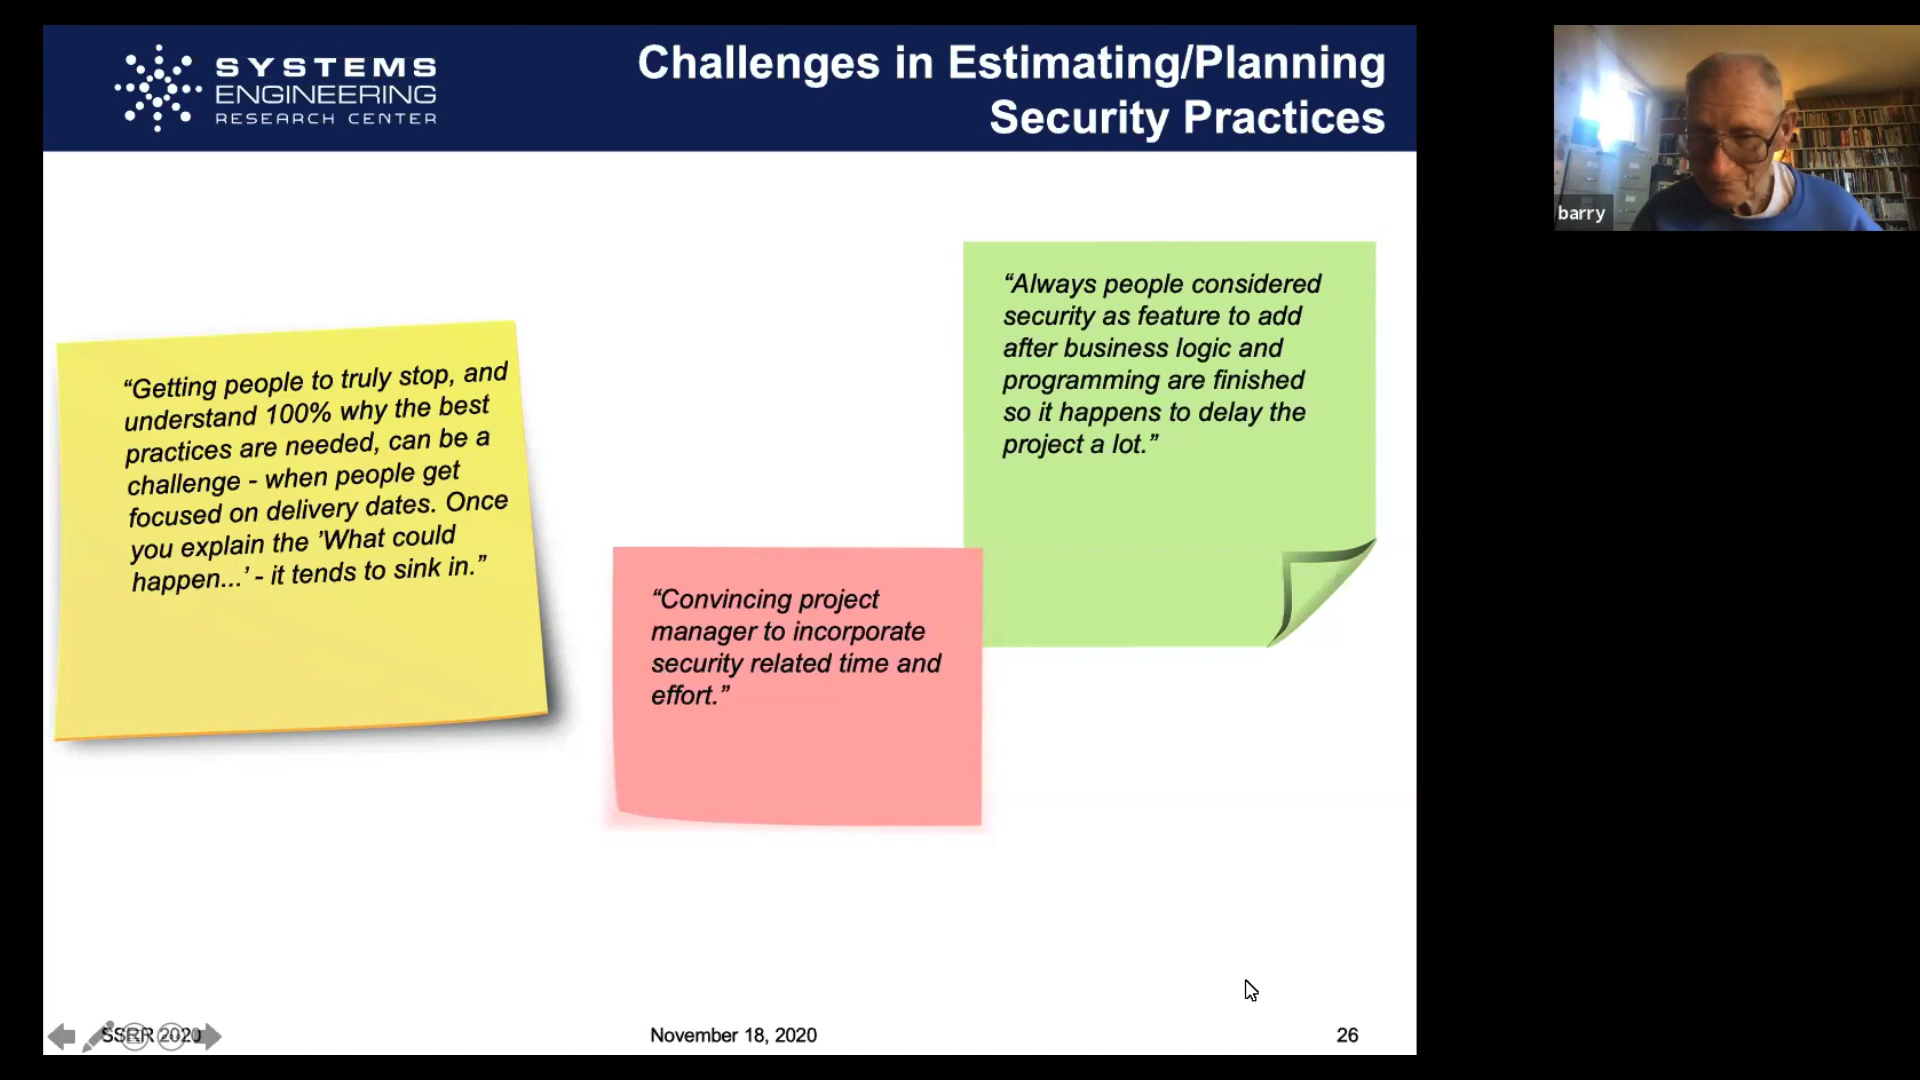 SYSTEMS
ENGINEERING
RESEARCH CENTER
Challenges in Estimating/Planning
Security Practices
barry
“Always people considered
security as feature to add
after business logic and
programming are finished
so it happens to delay the
project a lot.”
“Getting people to truly stop, and
understand 100% why the best
practices are needed, can be a
challenge - when people get
focused on delivery dates. Once
you explain the ’What could
happen...’ - it tends to sink in.”
“Convincing project
manager to incorporate
security related time and
effort.”
SSRR 2020
November 18, 2020
26